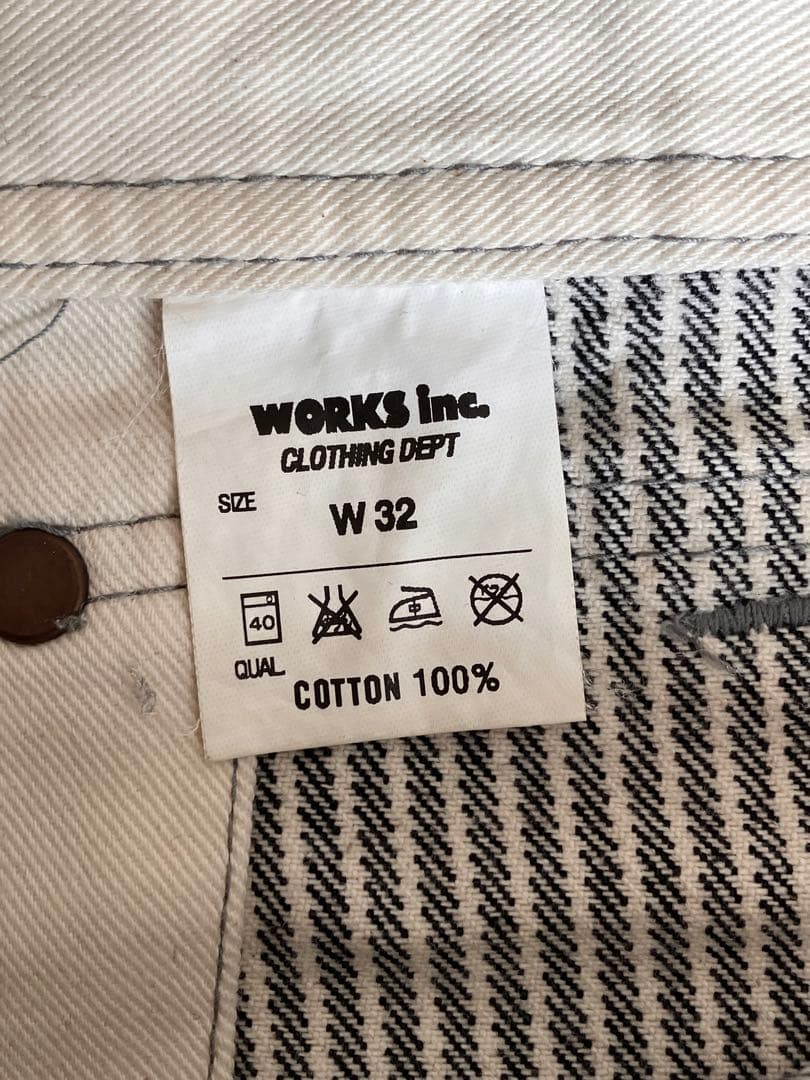 WORKS inc.
CLOTHING DEPT
SIZE
W 32
40
QUAL
COTTON 100%